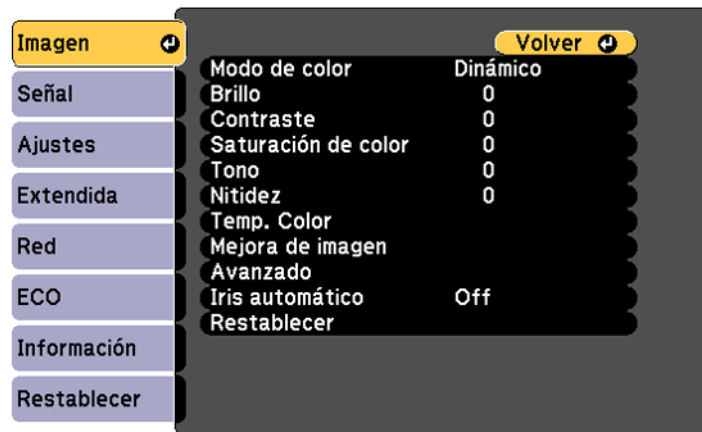 Imagen
Señal
Ajustes
Extendida
Red
ECO
Información
Restablecer
Volver
Modo de color Dinámico
Brillo 0
Contraste 0
Saturación de color 0
Tono 0
Nitidez 0
Temp. Color
Mejora de imagen
Avanzado
Iris automático Off
Restablecer